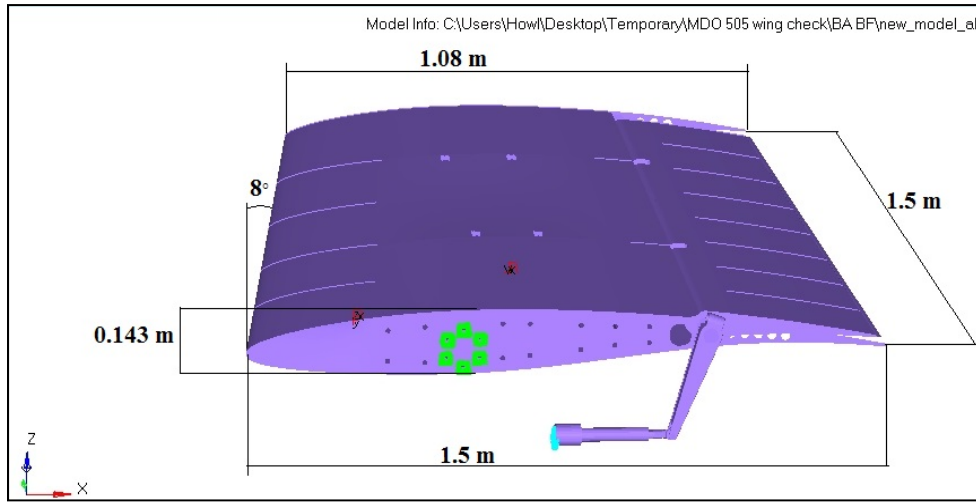 Model Info: C:\Users\Howl\Desktop\Temporary\MDO 505 wing check\BA BF\new_model_al
1.08 m
8°
1.5 m
0.143 m
1.5 m
Z
X